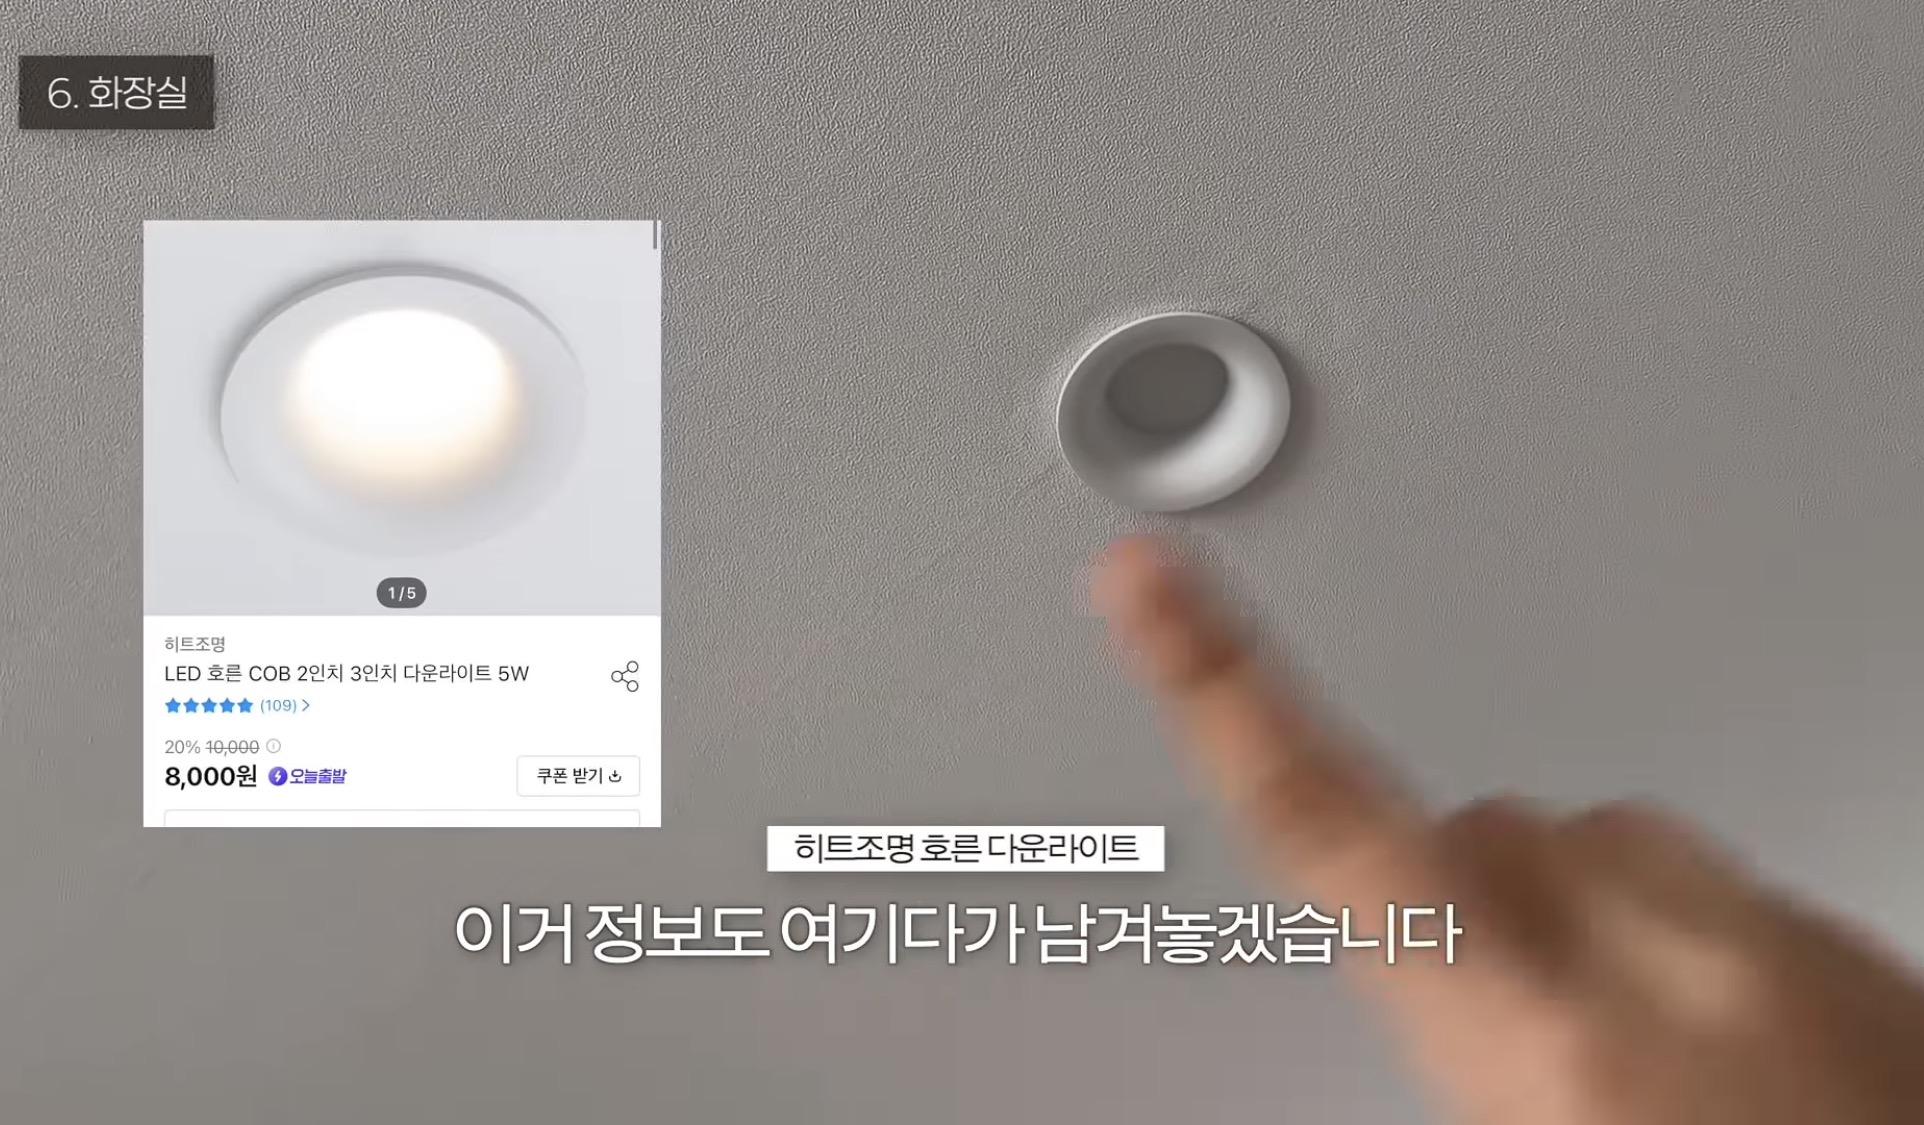 6. 화장실
1/5
히트조명
LED 호른 COB 2인치 3인치 다운라이트 5W
(109)
20% 10,000
8,000원 오늘출발
쿠폰 받기
히트조명 호른 다운라이트
이거 정보도 여기다가 남겨놓겠습니다